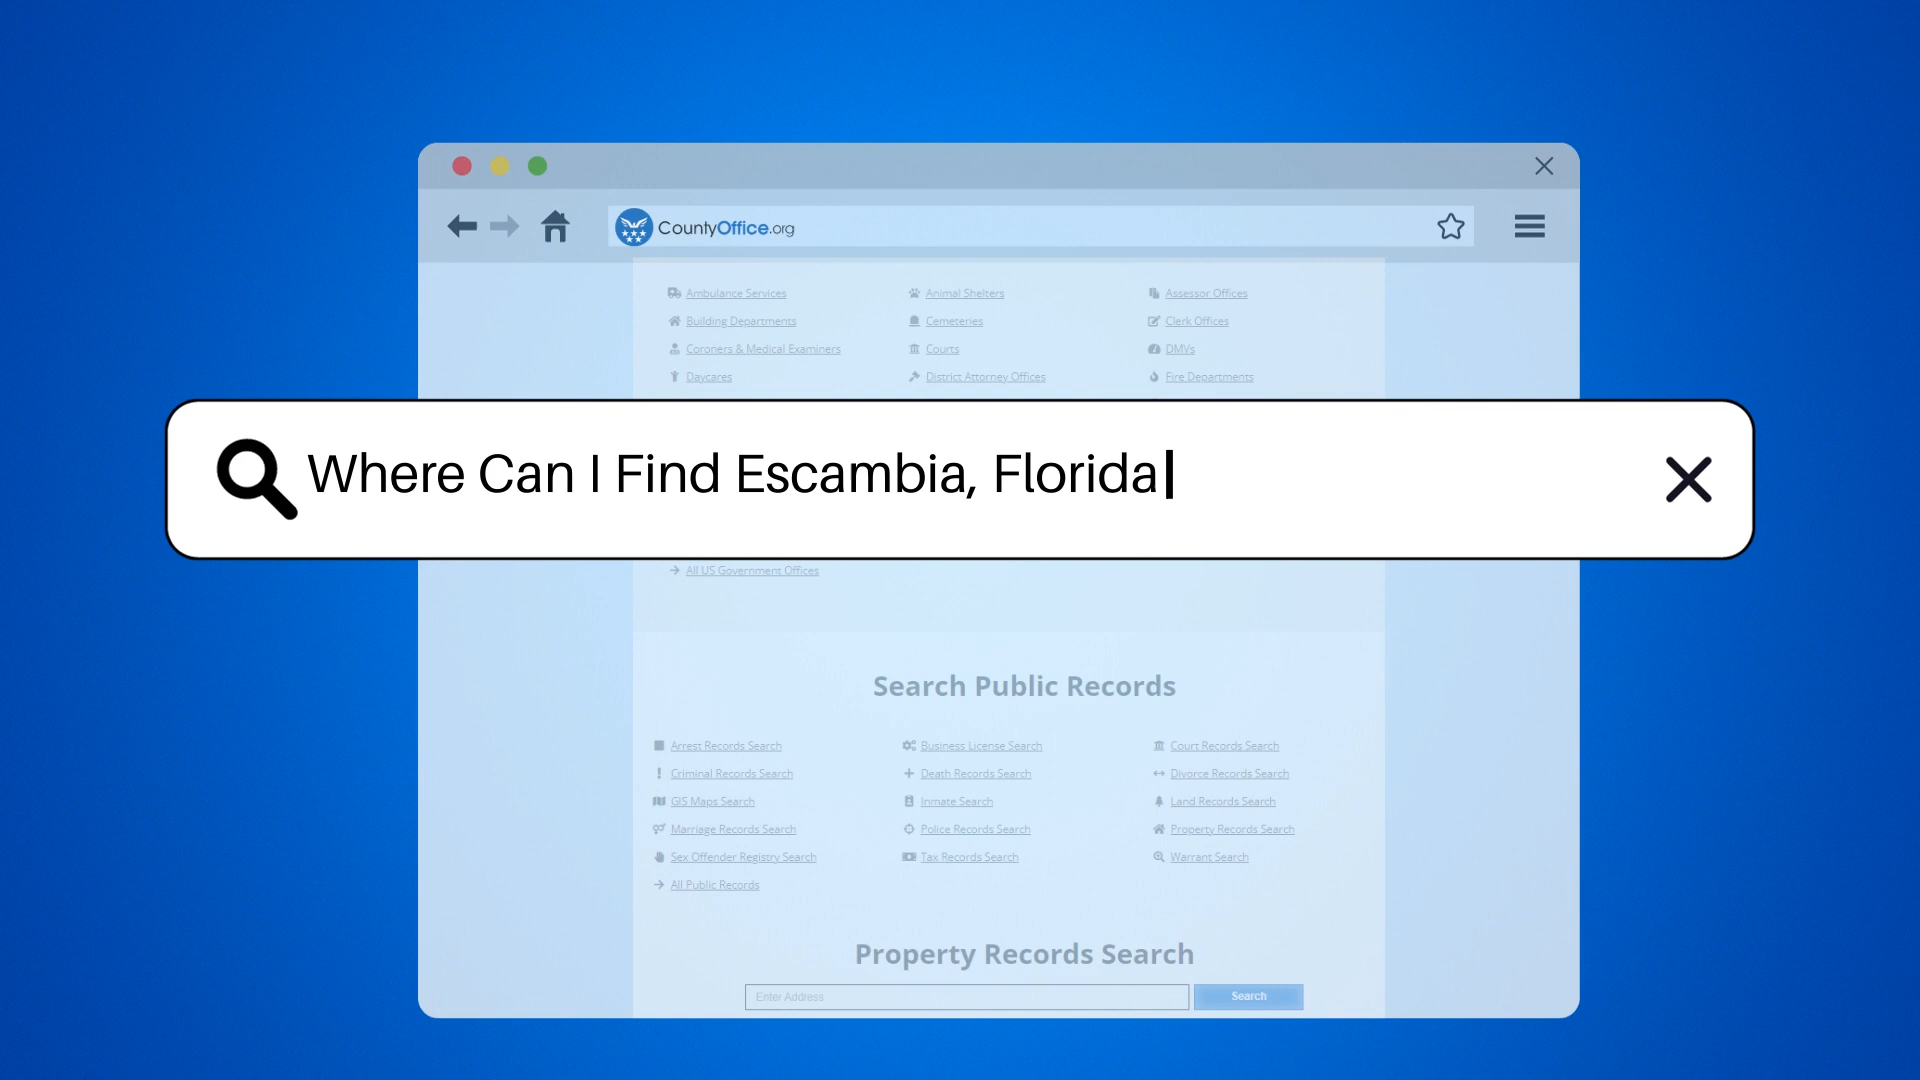 CountyOffice.org
Ambulance Services Animal Shelters Assessor Offices
Building Departments Cemeteries Clerk Offices
Coroners & Medical Examiners Courts DMVs
Daycares District Attorney Offices Fire Departments
Where Can I Find Escambia, Florida
All US Government Offices
Search Public Records
Arrest Records Search Business License Search Court Records Search
Criminal Records Search Death Records Search Divorce Records Search
GIS Maps Search Inmate Search Land Records Search
Marriage Records Search Police Records Search Property Records Search
Sex Offender Registry Search Tax Records Search Warrant Search
All Public Records
Property Records Search
Enter Address Search